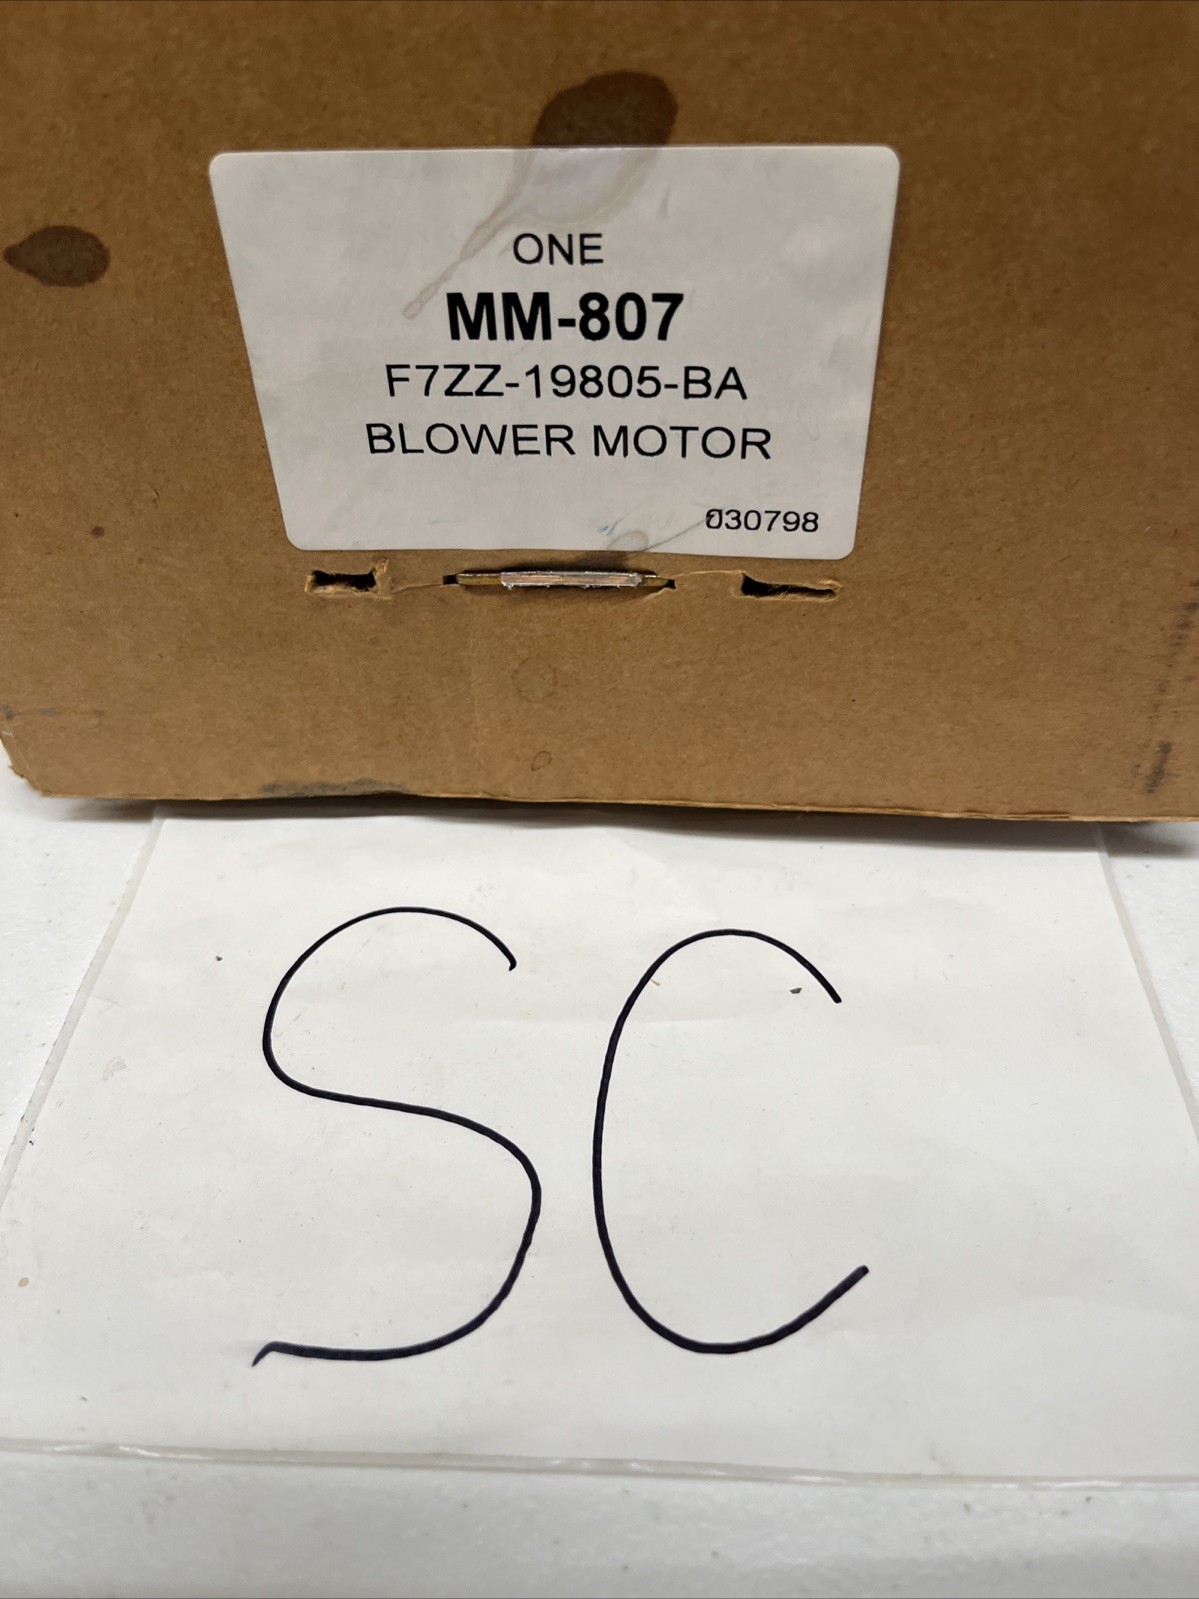 ONE
MM-807
F7ZZ-19805-BA
BLOWER MOTOR
030798
SC